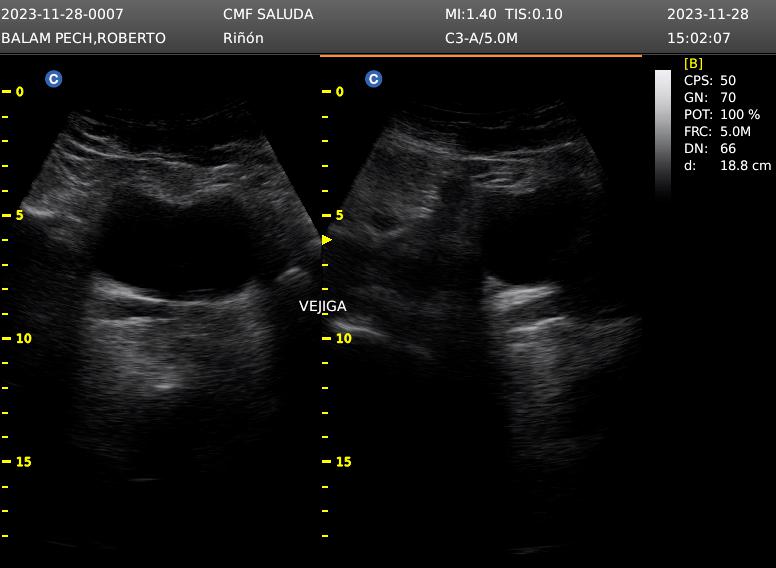 2023-11-28-0007 CMF SALUDA MI:1.40 TIS:0.10 2023-11-28
BALAM PECH,ROBERTO Riñón C3-A/5.0M 15:02:07
C
C
[B]
CPS: 50
GN: 70
POT: 100 %
FRC: 5.0M
DN: 66
d: 18.8 cm
0
0
5
5
VEJIGA
10
10
15
15